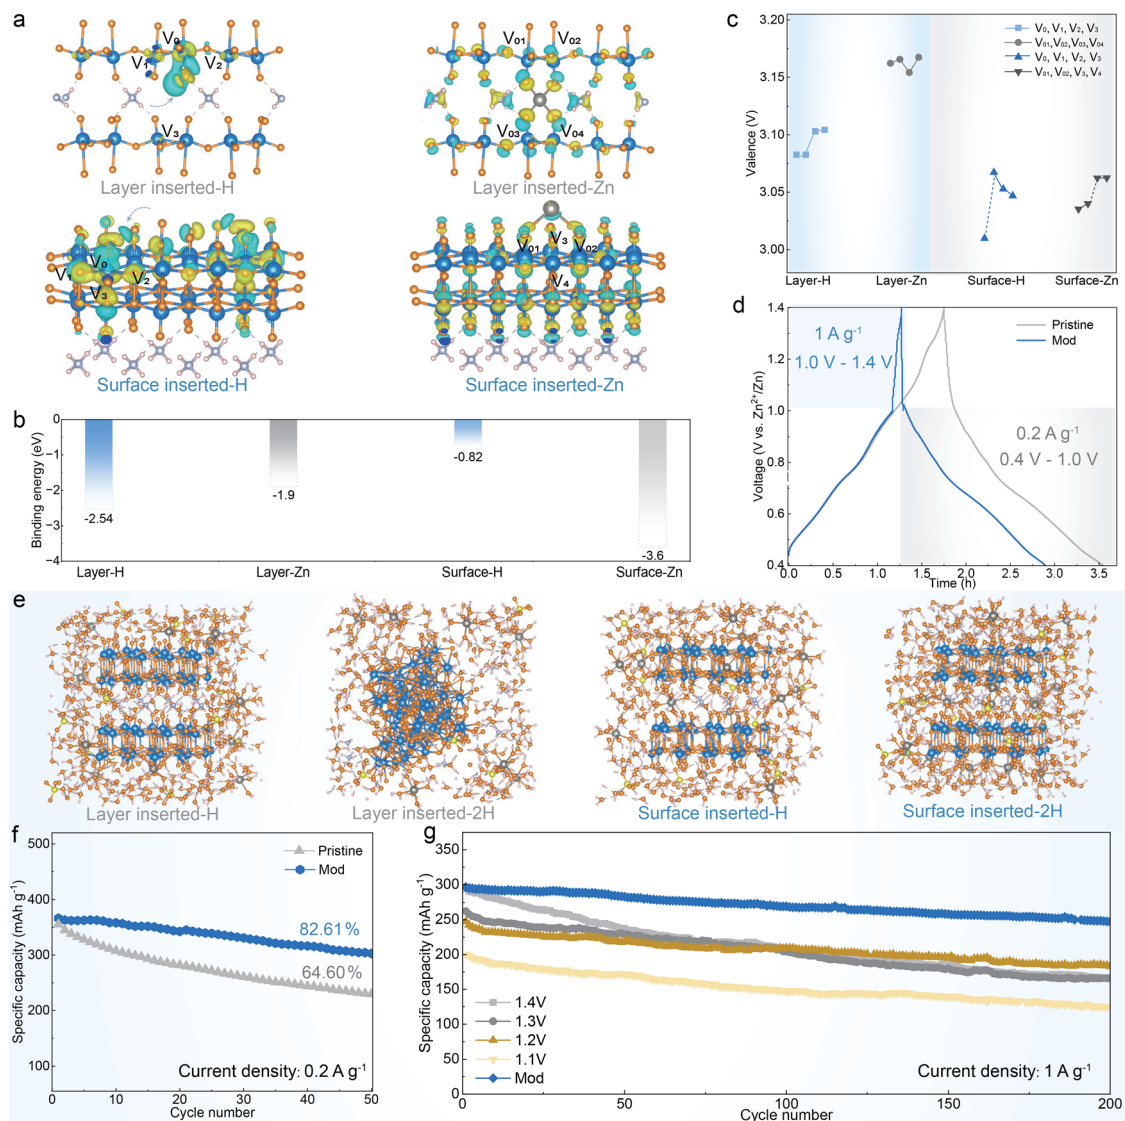 a
V₀
V₁
V₂
V₃
Layer inserted-H
V₀₁
V₀₂
V₀₃
V₀₄
Layer inserted-Zn
V₀
V₁
V₂
V₃
Surface inserted-H
V₀₁
V₃
V₀₂
V₄
Surface inserted-Zn
b
Binding energy (eV)
0
−1
−2
−3
−4
-2.54
-1.9
-0.82
-3.6
Layer-H
Layer-Zn
Surface-H
Surface-Zn
c
Valence (V)
3.20
3.15
3.10
3.05
3.00
V₀, V₁, V₂, V₃
V₀₁, V₀₂, V₀₃, V₀₄
V₀, V₁, V₂, V₃
V₀₁, V₀₂, V₃, V₄
Layer-H
Layer-Zn
Surface-H
Surface-Zn
d
Voltage (V vs. Zn²⁺/Zn)
1.4
1.2
1.0
0.8
0.6
0.4
1 A g⁻¹
1.0 V - 1.4 V
Pristine
Mod
0.2 A g⁻¹
0.4 V - 1.0 V
0.0 0.5 1.0 1.5 2.0 2.5 3.0 3.5
Time (h)
e
Layer inserted-H
Layer inserted-2H
Surface inserted-H
Surface inserted-2H
f
Specific capacity (mAh g⁻¹)
500
400
300
200
100
Pristine
Mod
82.61 %
64.60 %
Current density: 0.2 A g⁻¹
0 10 20 30 40 50
Cycle number
g
Specific capacity (mAh g⁻¹)
350
300
250
200
150
100
50
0
1.4V
1.3V
1.2V
1.1V
Mod
Current density: 1 A g⁻¹
0 50 100 150 200
Cycle number